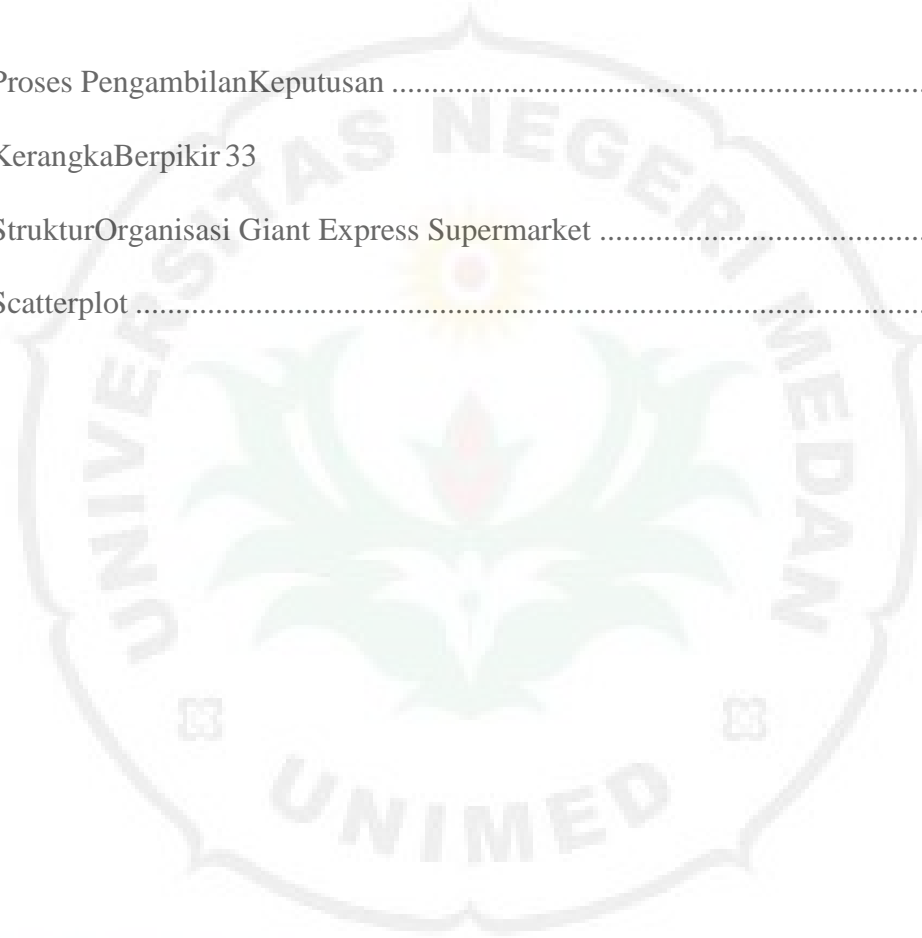 Proses PengambilanKeputusan ........................................................................
KerangkaBerpikir 33
StrukturOrganisasi Giant Express Supermarket ............................................
Scatterplot .........................................................................................................
UNIVERSITAS NEGERI MEDAN
UNIMED